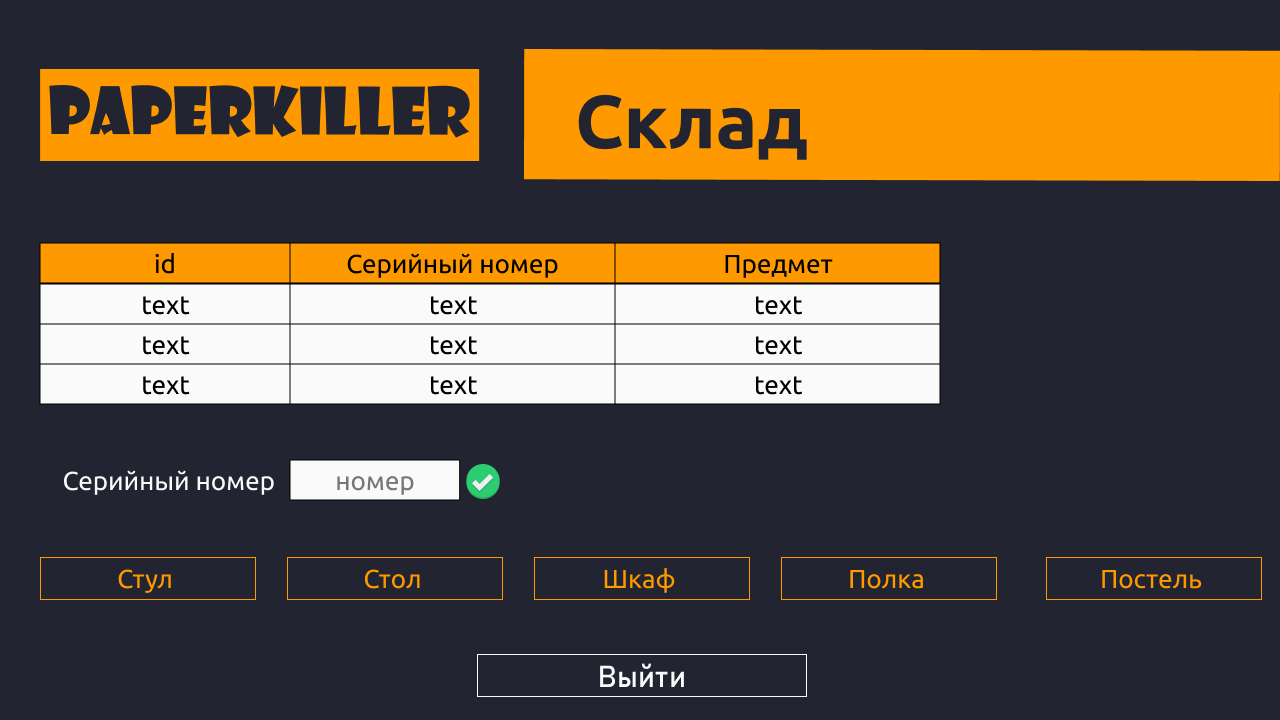 PAPERKILLER
Склад
id Серийный номер Предмет
text text text
text text text
text text text
Серийный номер номер
Стул Стол Шкаф Полка Постель
Выйти